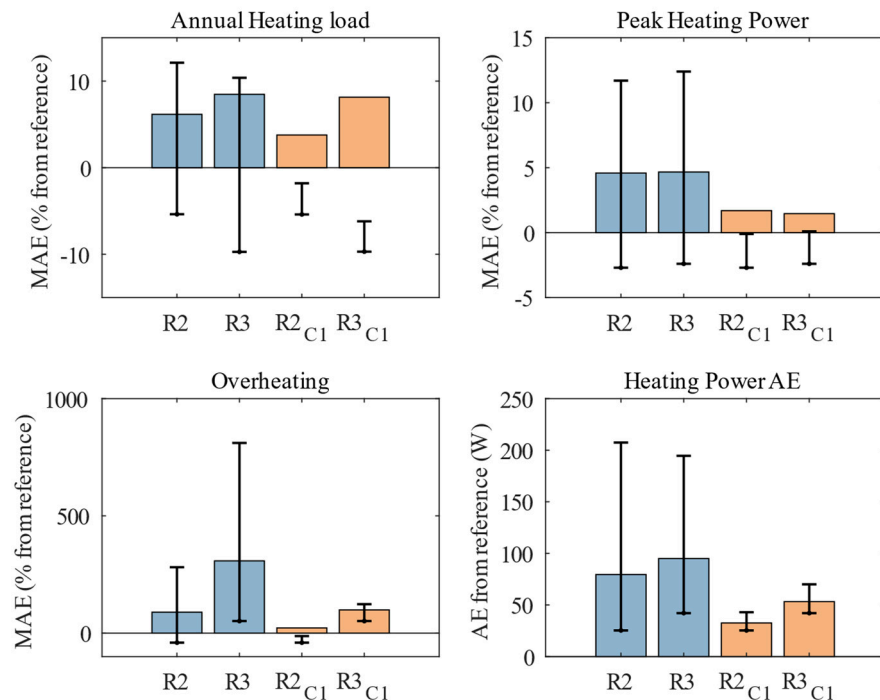 Annual Heating load
MAE (% from reference)
10
0
-10
R2 R3 R2C1 R3C1
Peak Heating Power
MAE (% from reference)
15
10
5
0
-5
R2 R3 R2C1 R3C1
Overheating
MAE (% from reference)
1000
500
0
R2 R3 R2C1 R3C1
Heating Power AE
AE from reference (W)
250
200
150
100
50
0
R2 R3 R2C1 R3C1